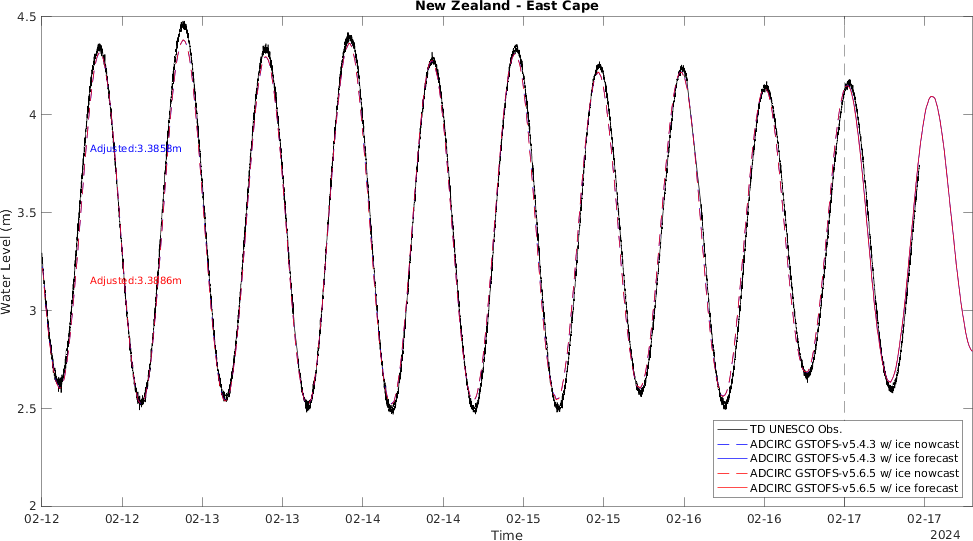 New Zealand - East Cape
4.5
4
3.5
3
2.5
2
Water Level (m)
Adjusted:3.3858m
Adjusted:3.3886m
TD UNESCO Obs.
ADCIRC GSTOFS-v5.4.3 w/ ice nowcast
ADCIRC GSTOFS-v5.4.3 w/ ice forecast
ADCIRC GSTOFS-v5.6.5 w/ ice nowcast
ADCIRC GSTOFS-v5.6.5 w/ ice forecast
02-12 02-12 02-13 02-13 02-14 02-14 02-15 02-15 02-16 02-16 02-17 02-17
Time
2024